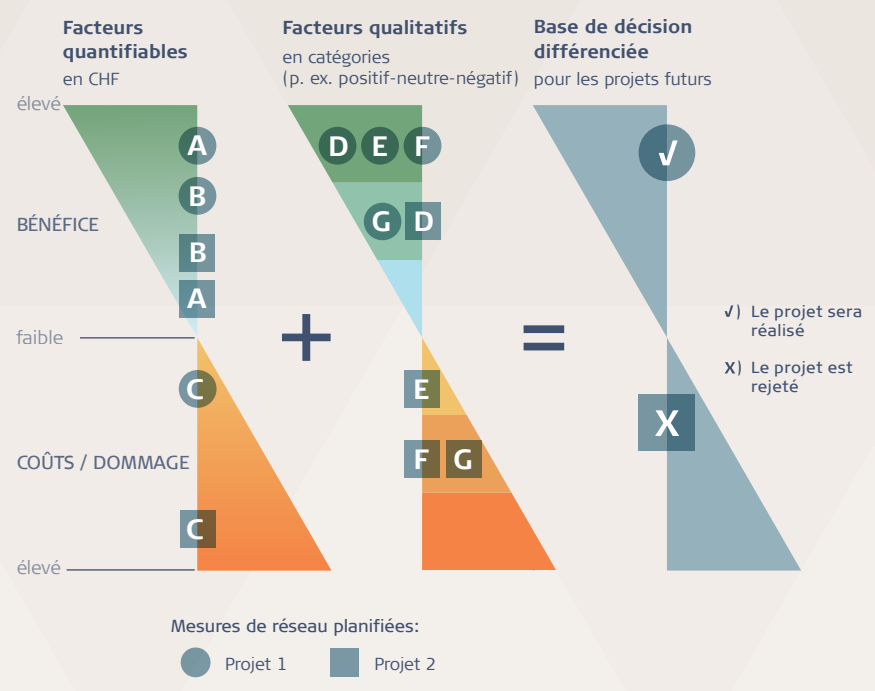 Facteurs
quantifiables
en CHF
Facteurs qualitatifs
en catégories
(p. ex. positif-neutre-négatif)
Base de décision
différenciée
pour les projets futurs
élevé
A
D E F
√
B
BÉNÉFICE
G D
B
A
√) Le projet sera
réalisé
faible
+
=
X) Le projet est
rejeté
C
E
X
COÛTS / DOMMAGE
F G
C
élevé
Mesures de réseau planifiées:
Projet 1
Projet 2